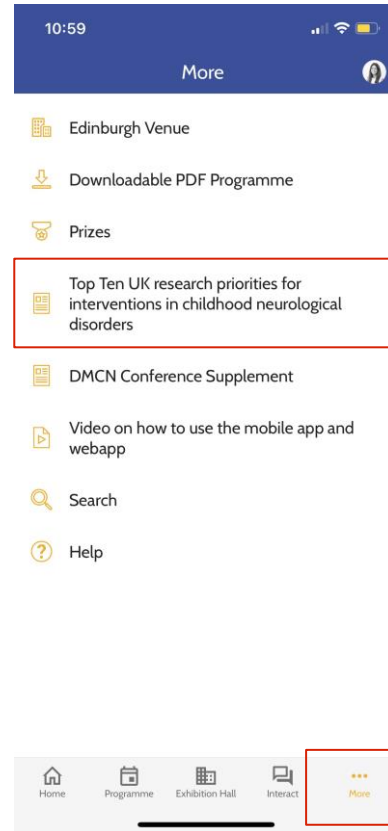 10:59
More
Edinburgh Venue
Downloadable PDF Programme
Prizes
Top Ten UK research priorities for
interventions in childhood neurological
disorders
DMCN Conference Supplement
Video on how to use the mobile app and
webapp
Search
Help
Home Programme Exhibition Hall Interact More